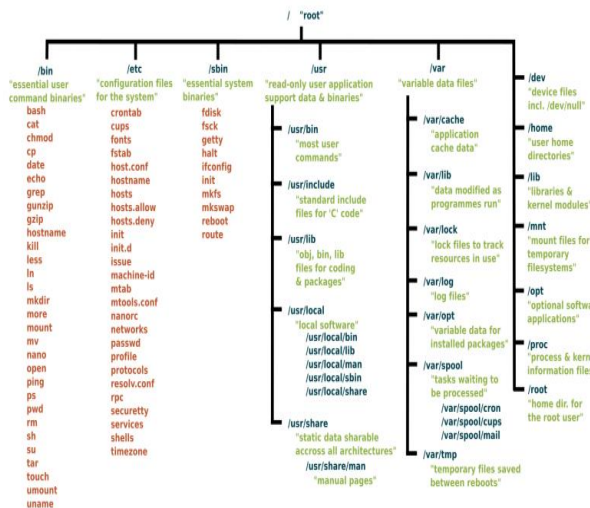 / "root"
/bin
"essential user
command binaries"
bash
cat
chmod
cp
date
echo
grep
gunzip
gzip
hostname
kill
less
ln
ls
mkdir
more
mount
mv
nano
open
ping
ps
pwd
rm
sh
su
tar
touch
umount
uname
/etc
"configuration files
for the system"
crontab
cups
fonts
fstab
host.conf
hostname
hosts
hosts.allow
hosts.deny
init
init.d
issue
machine-id
mtab
mtools.conf
nanorc
networks
passwd
profile
protocols
resolv.conf
rpc
securetty
services
shells
timezone
/sbin
"essential system
binaries"
fdisk
fsck
getty
halt
ifconfig
init
mkfs
mkswap
reboot
route
/usr
"read-only user application
support data & binaries"
/usr/bin
"most user
commands"
/usr/include
"standard include
files for 'C' code"
/usr/lib
"obj, bin, lib
files for coding
& packages"
/usr/local
"local software"
/usr/local/bin
/usr/local/lib
/usr/local/man
/usr/local/sbin
/usr/local/share
/usr/share
"static data sharable
accross all architectures"
/usr/share/man
"manual pages"
/var
"variable data files"
/var/cache
"application
cache data"
/var/lib
"data modified as
programmes run"
/var/lock
"lock files to track
resources in use"
/var/log
"log files"
/var/opt
"variable data for
installed packages"
/var/spool
"tasks waiting to
be processed"
/var/spool/cron
/var/spool/cups
/var/spool/mail
/var/tmp
"temporary files saved
between reboots"
/dev
"device files
incl. /dev/null"
/home
"user home
directories"
/lib
"libraries &
kernel modules"
/mnt
"mount files for
temporary
filesystems"
/opt
"optional softwa
applications"
/proc
"process & kern
information files
/root
"home dir. for
the root user"